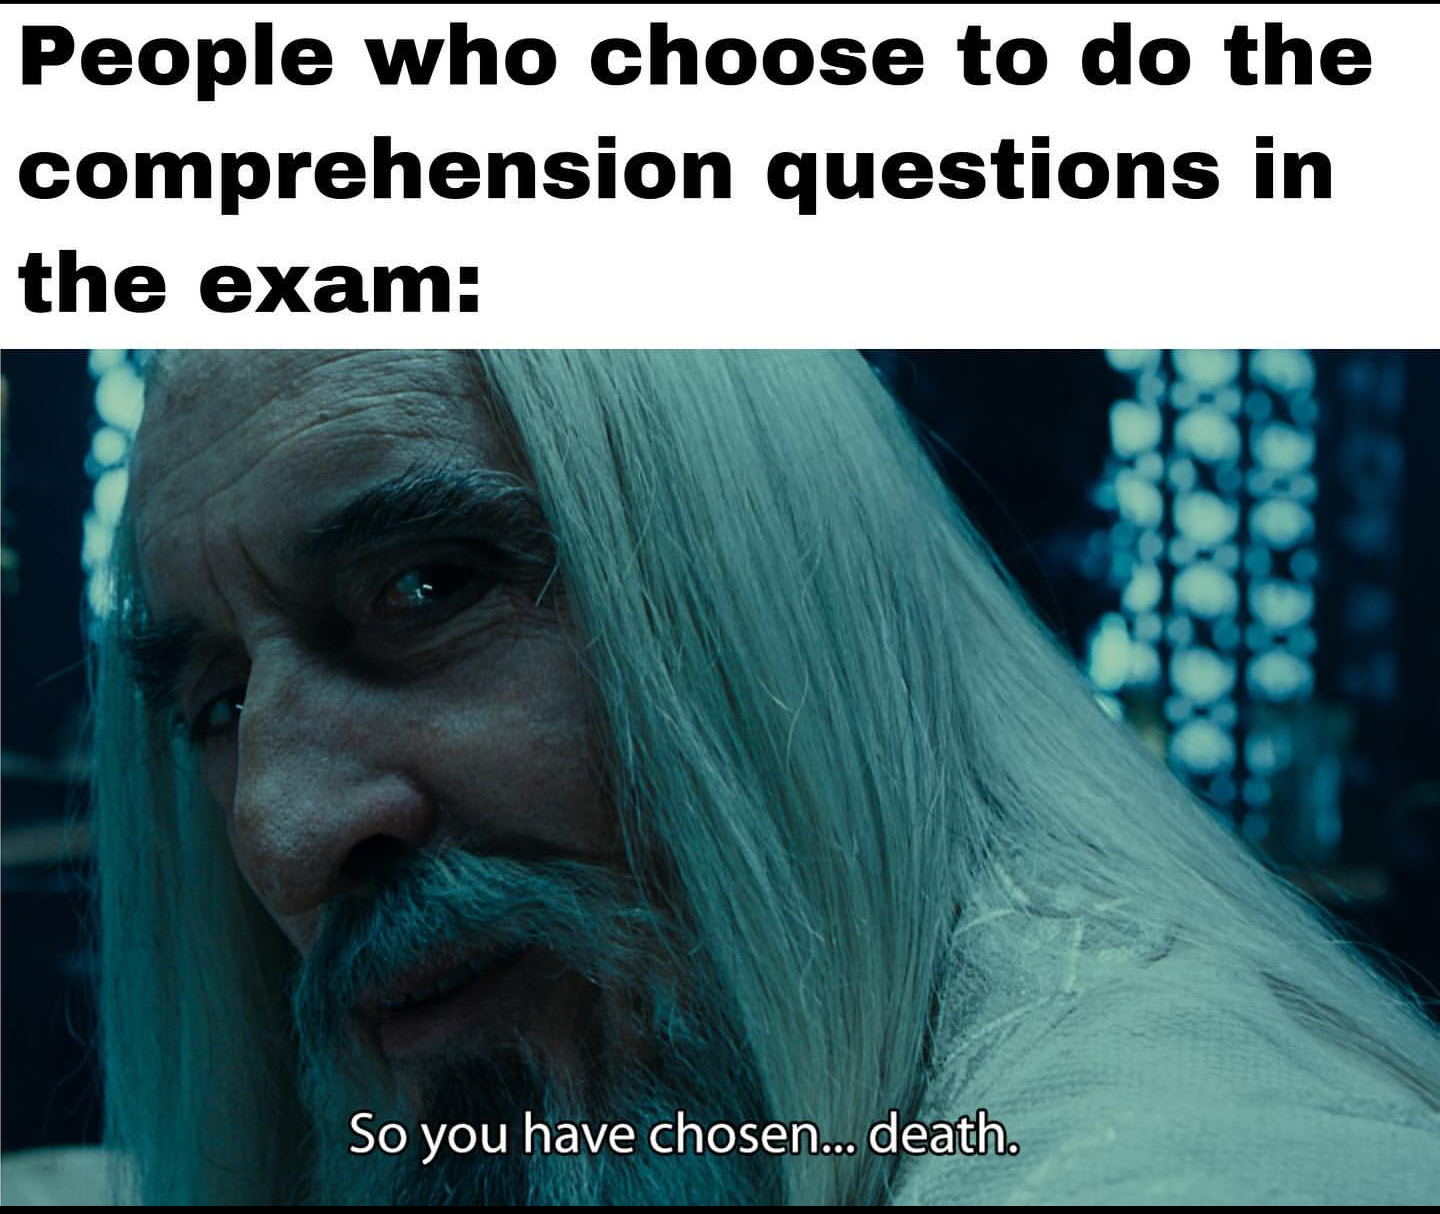 People who choose to do the
comprehension questions in
the exam:
So you have chosen... death.